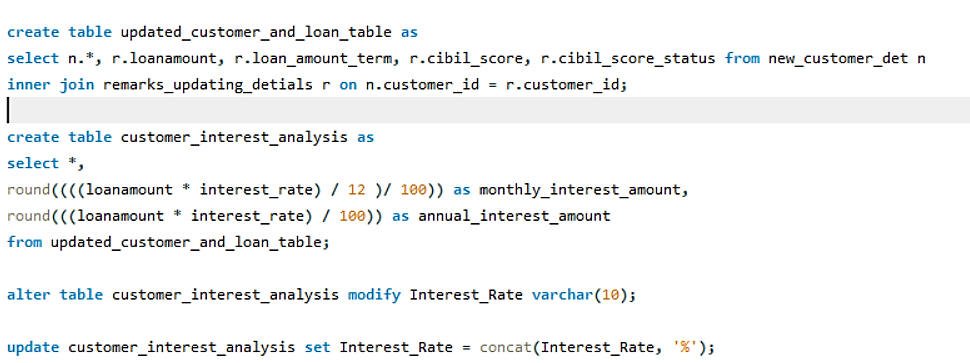 create table updated_customer_and_loan_table as
select n.*, r.loanamount, r.loan_amount_term, r.cibil_score, r.cibil_score_status from new_customer_det n
inner join remarks_updating_detials r on n.customer_id = r.customer_id;
create table customer_interest_analysis as
select *,
round((((loanamount * interest_rate) / 12 )/ 100)) as monthly_interest_amount,
round(((loanamount * interest_rate) / 100)) as annual_interest_amount
from updated_customer_and_loan_table;
alter table customer_interest_analysis modify Interest_Rate varchar(10);
update customer_interest_analysis set Interest_Rate = concat(Interest_Rate, '%');